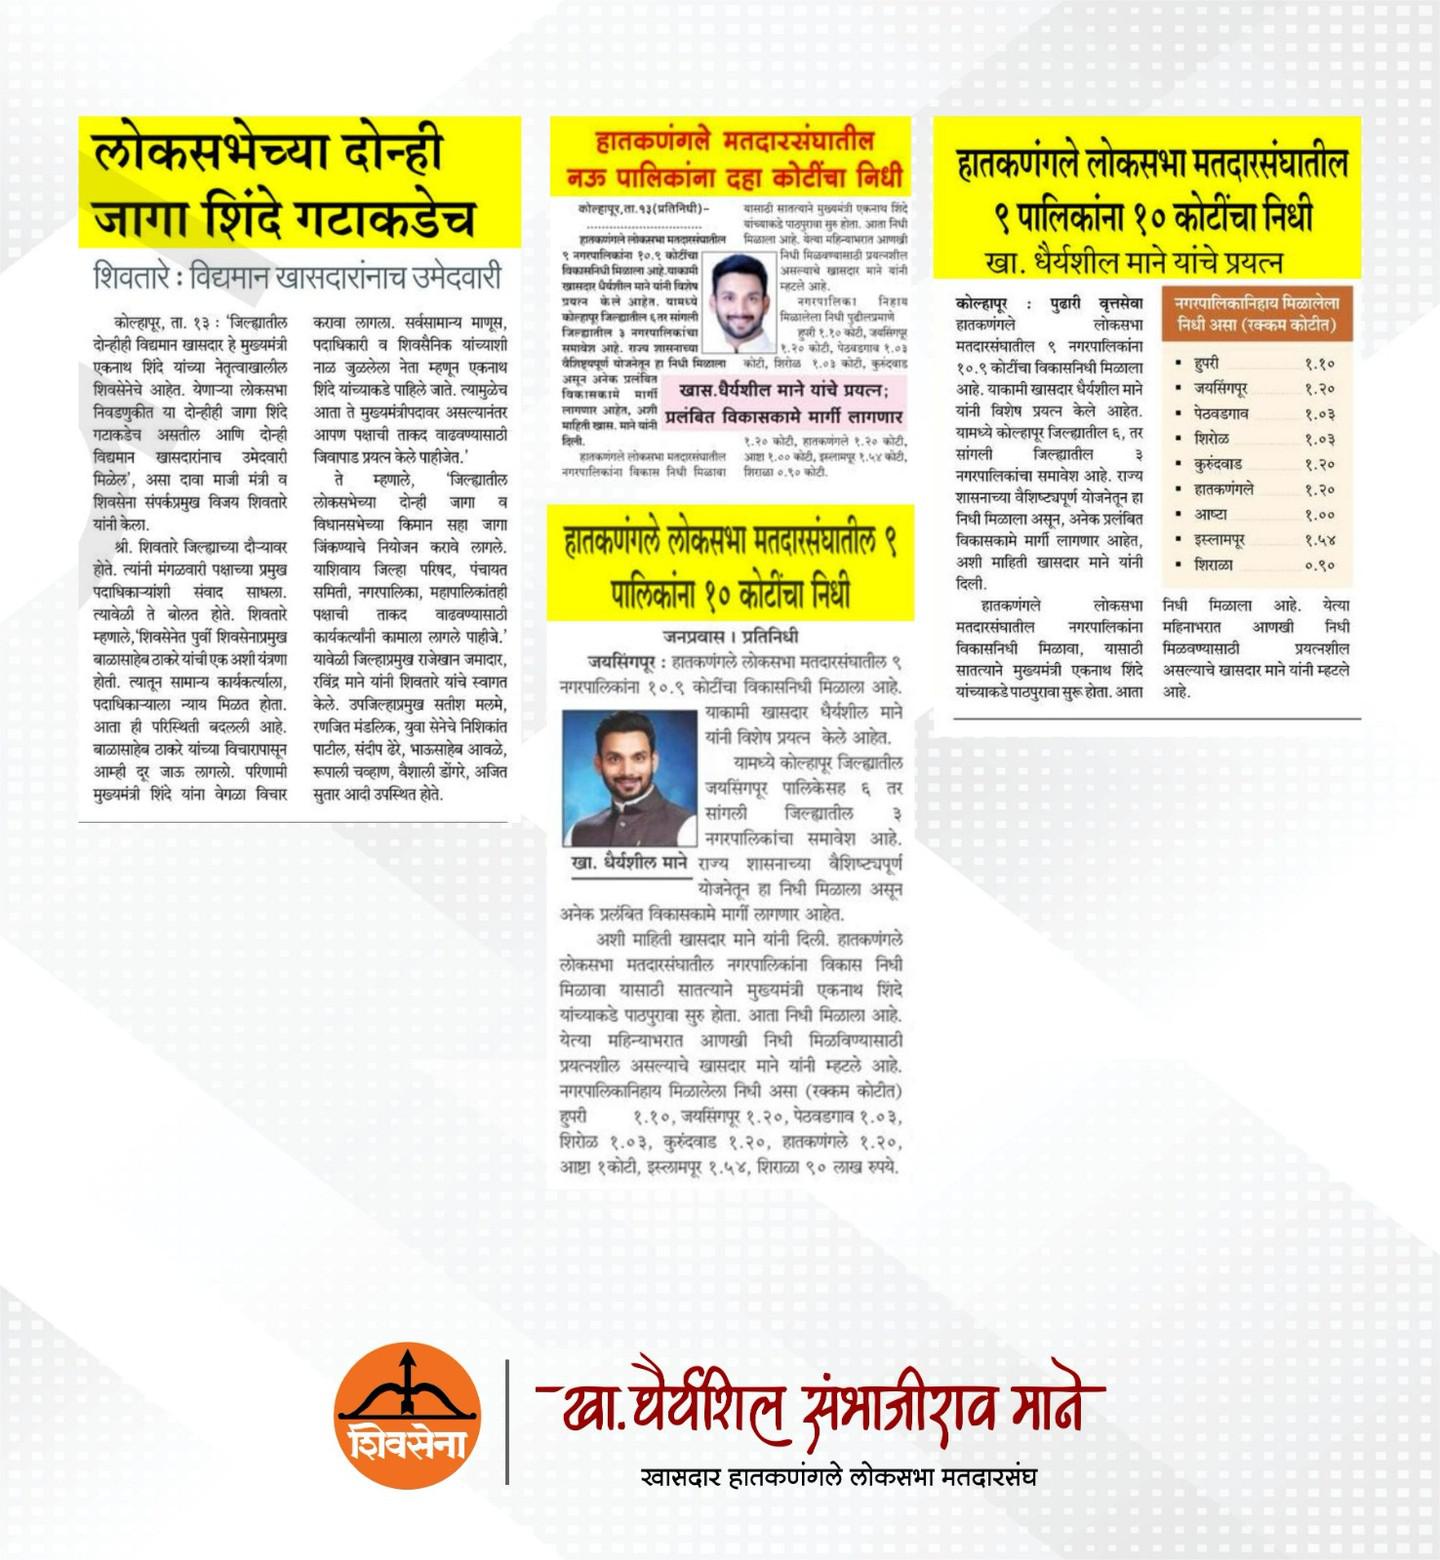 लोकसभेच्या दोन्ही
जागा शिंदे गटाकडेच
शिवतारे : विद्यमान खासदारांनाच उमेदवारी
कोल्हापूर, ता. १३ : ‘जिल्ह्यातील
दोन्हीही विद्यमान खासदार हे मुख्यमंत्री
एकनाथ शिंदे यांच्या नेतृत्वाखालील
शिवसेनेचे आहेत. येणाऱ्या लोकसभा
निवडणुकीत या दोन्हीही जागा शिंदे
गटाकडेच असतील आणि दोन्ही
विद्यमान खासदारांनाच उमेदवारी
मिळेल’, असा दावा माजी मंत्री व
शिवसेना संपर्कप्रमुख विजय शिवतारे
यांनी केला.
श्री. शिवतारे जिल्ह्याच्या दौऱ्यावर
होते. त्यांनी मंगळवारी पक्षाच्या प्रमुख
पदाधिकाऱ्यांशी संवाद साधला.
त्यावेळी ते बोलत होते. शिवतारे
म्हणाले,‘शिवसेनेत पुर्वी शिवसेनाप्रमुख
बाळासाहेब ठाकरे यांची एक अशी यंत्रणा
होती. त्यातून सामान्य कार्यकर्त्याला,
पदाधिकाऱ्याला न्याय मिळत होता.
आता ही परिस्थिती बदलली आहे.
बाळासाहेब ठाकरे यांच्या विचारापासून
आम्ही दूर जाऊ लागलो. परिणामी
मुख्यमंत्री शिंदे यांना वेगळा विचार
करावा लागला. सर्वसामान्य माणूस,
पदाधिकारी व शिवसैनिक यांच्याशी
नाळ जुळलेला नेता म्हणून एकनाथ
शिंदे यांच्याकडे पाहिले जाते. त्यामुळेच
आता ते मुख्यमंत्रीपदावर असल्यानंतर
आपण पक्षाची ताकद वाढवण्यासाठी
जिवापाड प्रयत्न केले पाहीजेत.’
ते म्हणाले, ‘जिल्ह्यातील
लोकसभेच्या दोन्ही जागा व
विधानसभेच्या किमान सहा जागा
जिंकण्याचे नियोजन करावे लागले.
याशिवाय जिल्हा परिषद, पंचायत
समिती, नगरपालिका, महापालिकांतही
पक्षाची ताकद वाढवण्यासाठी
कार्यकर्त्यांनी कामाला लागले पाहीजे.’
यावेळी जिल्हाप्रमुख राजेखान जमादार,
रविंद्र माने यांनी शिवतारे यांचे स्वागत
केले. उपजिल्हाप्रमुख सतीश मलमे,
रणजित मंडलिक, युवा सेनेचे निशिकांत
पाटील, संदीप ढेरे, भाऊसाहेब आवळे,
रूपाली चव्हाण, वैशाली डोंगरे, अजित
सुतार आदी उपस्थित होते.
हातकणंगले मतदारसंघातील
नऊ पालिकांना दहा कोटींचा निधी
कोल्हापूर,ता.१३(प्रतिनिधी)–
हातकणंगले लोकसभा मतदारसंघातील
९ नगरपालिकांना १०.९ कोटींचा
विकासनिधी मिळाला आहे.याकामी
खासदार धैर्यशील माने यांनी विशेष
प्रयत्न केले आहेत. यामध्ये
कोल्हापूर जिल्ह्यातील ६ तर सांगली
जिल्ह्यातील ३ नगरपालिकांचा
समावेश आहे. राज्य शासनाच्या
वैशिष्ट्यपूर्ण योजनेतून हा निधी मिळाला
असून अनेक प्रलंबित
विकासकामे मार्गी
लागणार आहेत, अशी
माहिती खास. माने यांनी
दिली.
हातकणंगले लोकसभा मतदारसंघातील
नगरपालिकांना विकास निधी मिळावा
यासाठी सातत्याने मुख्यमंत्री एकनाथ शिंदे
यांच्याकडे पाठपुरावा सुरु होता. आता निधी
मिळाला आहे. येत्या महिन्याभरात आणखी
निधी मिळवण्यासाठी प्रयत्नशील
असल्याचे खासदार माने यांनी
म्हटले आहे.
नगरपालिका निहाय
मिळालेला निधी पुढीलप्रमाणे
हुपरी १.१० कोटी, जयसिंगपूर
१.२० कोटी, पेठवडगाव १.०३
कोटी, शिरोळ १.०३ कोटी, कुरुंदवाड
खास.धैर्यशील माने यांचे प्रयत्न;
प्रलंबित विकासकामे मार्गी लागणार
१.२० कोटी, हातकणंगले १.२० कोटी,
आष्टा १.०० कोटी, इस्लामपूर १.५४ कोटी,
शिराळा ०.९० कोटी.
हातकणंगले लोकसभा मतदारसंघातील ९
पालिकांना १० कोटींचा निधी
जनप्रवास । प्रतिनिधी
जयसिंगपूर : हातकणंगले लोकसभा मतदारसंघातील ९
नगरपालिकांना १०.९ कोटींचा विकासनिधी मिळाला आहे.
याकामी खासदार धैर्यशील माने
यांनी विशेष प्रयत्न केले आहेत.
यामध्ये कोल्हापूर जिल्ह्यातील
जयसिंगपूर पालिकेसह ६ तर
सांगली जिल्ह्यातील ३
नगरपालिकांचा समावेश आहे.
खा. धैर्यशील माने
राज्य शासनाच्या वैशिष्ट्यपूर्ण
योजनेतून हा निधी मिळाला असून
अनेक प्रलंबित विकासकामे मार्गी लागणार आहेत.
अशी माहिती खासदार माने यांनी दिली. हातकणंगले
लोकसभा मतदारसंघातील नगरपालिकांना विकास निधी
मिळावा यासाठी सातत्याने मुख्यमंत्री एकनाथ शिंदे
यांच्याकडे पाठपुरावा सुरु होता. आता निधी मिळाला आहे.
येत्या महिन्याभरात आणखी निधी मिळविण्यासाठी
प्रयत्नशील असल्याचे खासदार माने यांनी म्हटले आहे.
नगरपालिकानिहाय मिळालेला निधी असा (रक्कम कोटीत)
हुपरी १.१०, जयसिंगपूर १.२०, पेठवडगाव १.०३,
शिरोळ १.०३, कुरुंदवाड १.२०, हातकणंगले १.२०,
आष्टा १कोटी, इस्लामपूर १.५४, शिराळा ९० लाख रुपये.
हातकणंगले लोकसभा मतदारसंघातील
९ पालिकांना १० कोटींचा निधी
खा. धैर्यशील माने यांचे प्रयत्न
कोल्हापूर : पुढारी वृत्तसेवा
हातकणंगले लोकसभा
मतदारसंघातील ९ नगरपालिकांना
१०.९ कोटींचा विकासनिधी मिळाला
आहे. याकामी खासदार धैर्यशील माने
यांनी विशेष प्रयत्न केले आहेत.
यामध्ये कोल्हापूर जिल्ह्यातील ६, तर
सांगली जिल्ह्यातील ३
नगरपालिकांचा समावेश आहे. राज्य
शासनाच्या वैशिष्ट्यपूर्ण योजनेतून हा
निधी मिळाला असून, अनेक प्रलंबित
विकासकामे मार्गी लागणार आहेत,
अशी माहिती खासदार माने यांनी
दिली.
हातकणंगले लोकसभा
मतदारसंघातील नगरपालिकांना
विकासनिधी मिळावा, यासाठी
सातत्याने मुख्यमंत्री एकनाथ शिंदे
यांच्याकडे पाठपुरावा सुरू होता. आता
नगरपालिकानिहाय मिळालेला
निधी असा (रक्कम कोटीत)
हुपरी १.१०
जयसिंगपूर १.२०
पेठवडगाव १.०३
शिरोळ १.०३
कुरुंदवाड १.२०
हातकणंगले १.२०
आष्टा १.००
इस्लामपूर १.५४
शिराळा ०.९०
निधी मिळाला आहे. येत्या
महिनाभरात आणखी निधी
मिळवण्यासाठी प्रयत्नशील
असल्याचे खासदार माने यांनी म्हटले
आहे.
शिवसेना
खा. धैर्यशिल संभाजीराव माने
खासदार हातकणंगले लोकसभा मतदारसंघ